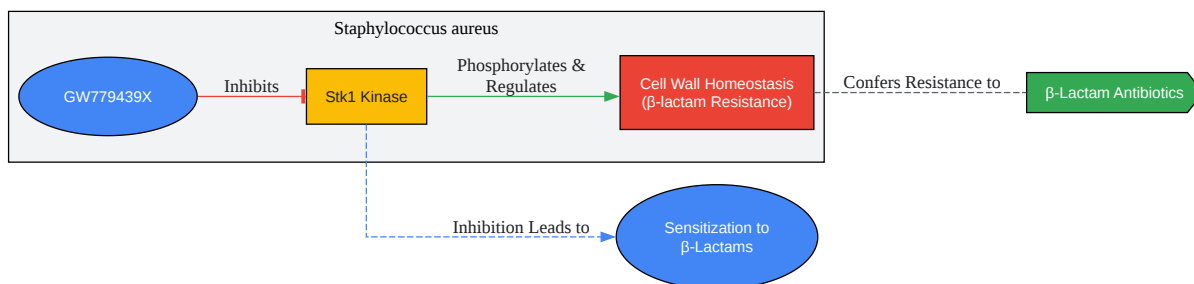 Staphylococcus aureus
GW779439X
Inhibits
Stk1 Kinase
Phosphorylates &
Regulates
Cell Wall Homeostasis
(β-lactam Resistance)
Confers Resistance to
β-Lactam Antibiotics
Inhibition Leads to
Sensitization to
β-Lactams